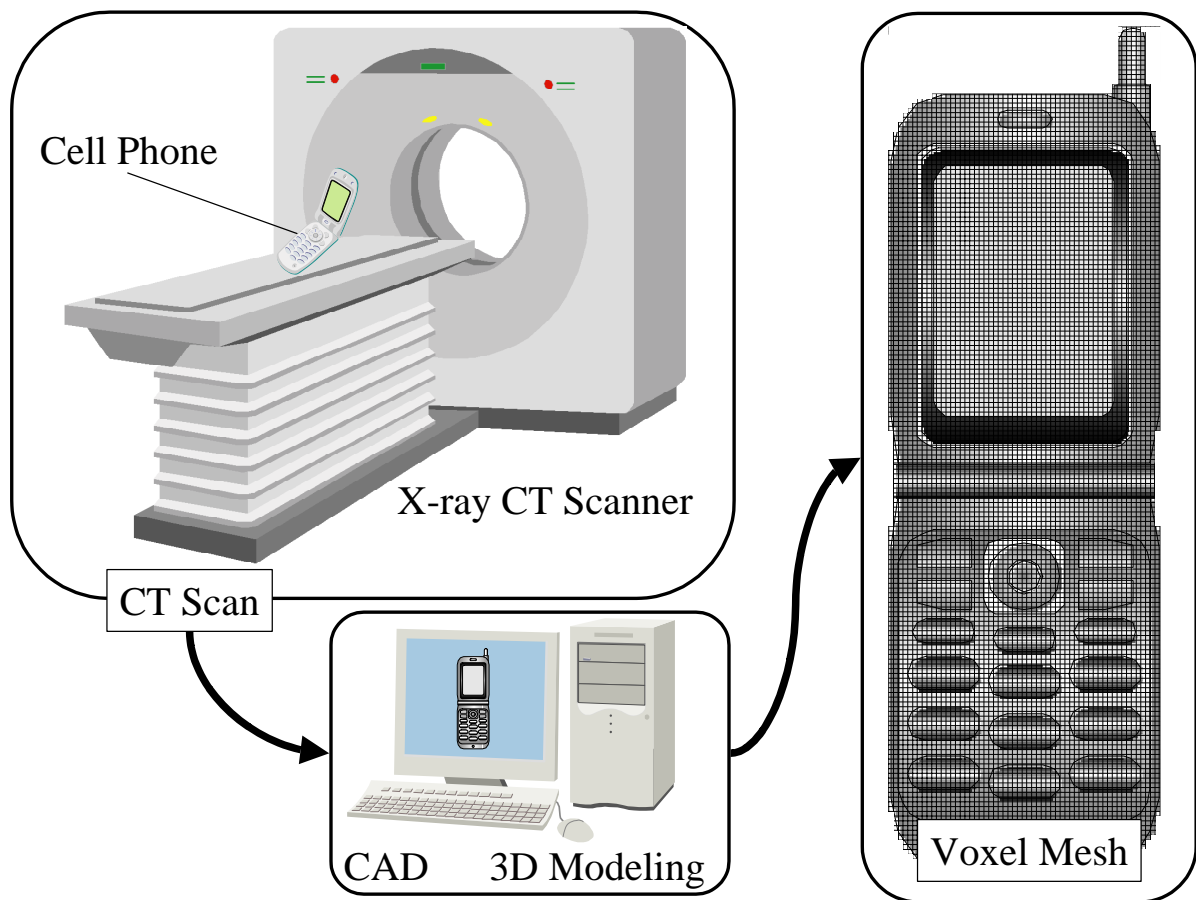 Cell Phone
X-ray CT Scanner
CT Scan
CAD 3D Modeling
Voxel Mesh